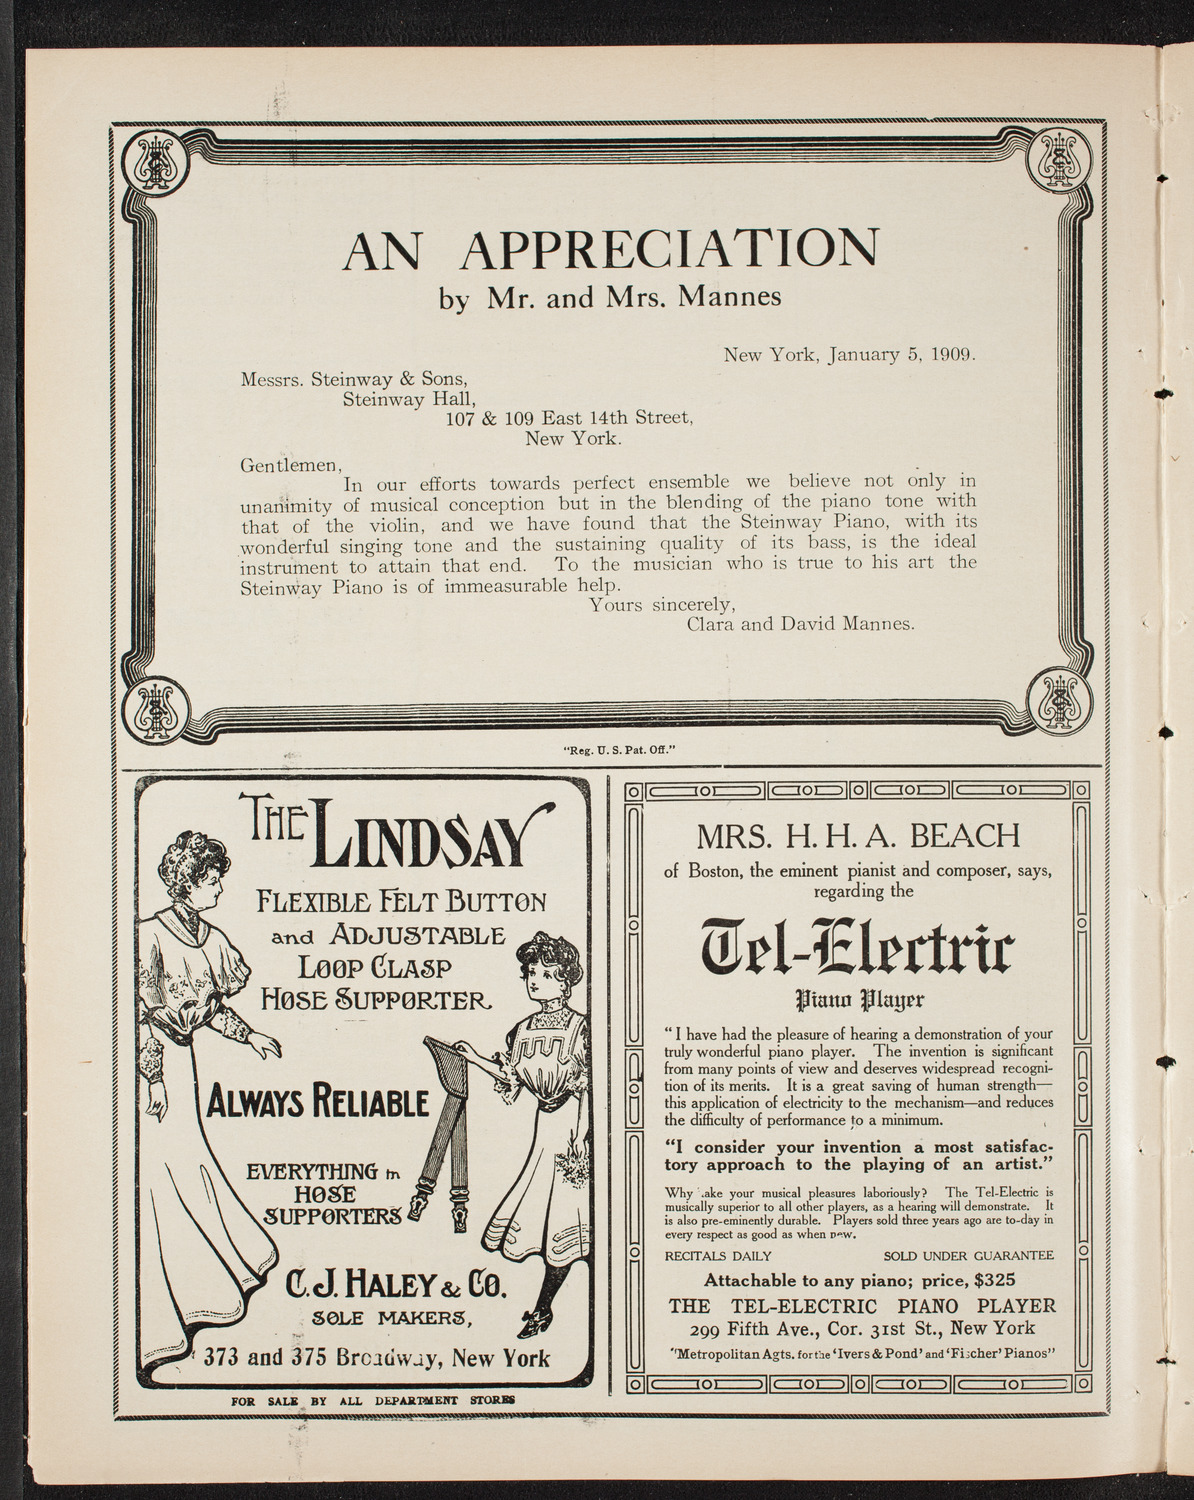 AN APPRECIATION
by Mr. and Mrs. Mannes
New York, January 5, 1909.
Messrs. Steinway & Sons,
Steinway Hall,
107 & 109 East 14th Street,
New York.
Gentlemen,
In our efforts towards perfect ensemble we believe not only in
unanimity of musical conception but in the blending of the piano tone with
that of the violin, and we have found that the Steinway Piano, with its
wonderful singing tone and the sustaining quality of its bass, is the ideal
instrument to attain that end. To the musician who is true to his art the
Steinway Piano is of immeasurable help.
Yours sincerely,
Clara and David Mannes.
"Reg. U. S. Pat. Off."
THE LINDSAY
FLEXIBLE FELT BUTTON
and ADJUSTABLE
LOOP CLASP
HOSE SUPPORTER
ALWAYS RELIABLE
EVERYTHING in
HOSE
SUPPORTERS
C. J. HALEY & CO.
SOLE MAKERS,
373 and 375 Broadway, New York
FOR SALE BY ALL DEPARTMENT STORES
MRS. H. H. A. BEACH
of Boston, the eminent pianist and composer, says,
regarding the
Tel-Electric
Piano Player
"I have had the pleasure of hearing a demonstration of your
truly wonderful piano player. The invention is significant
from many points of view and deserves widespread recogni-
tion of its merits. It is a great saving of human strength—
this application of electricity to the mechanism—and reduces
the difficulty of performance to a minimum.
"I consider your invention a most satisfac-
tory approach to the playing of an artist."
Why take your musical pleasures laboriously? The Tel-Electric is
musically superior to all other players, as a hearing will demonstrate. It
is also pre-eminently durable. Players sold three years ago are to-day in
every respect as good as when new.
RECITALS DAILY SOLD UNDER GUARANTEE
Attachable to any piano; price, $325
THE TEL-ELECTRIC PIANO PLAYER
299 Fifth Ave., Cor. 31st St., New York
"Metropolitan Agts. for the 'Ivers & Pond' and 'Fischer' Pianos"